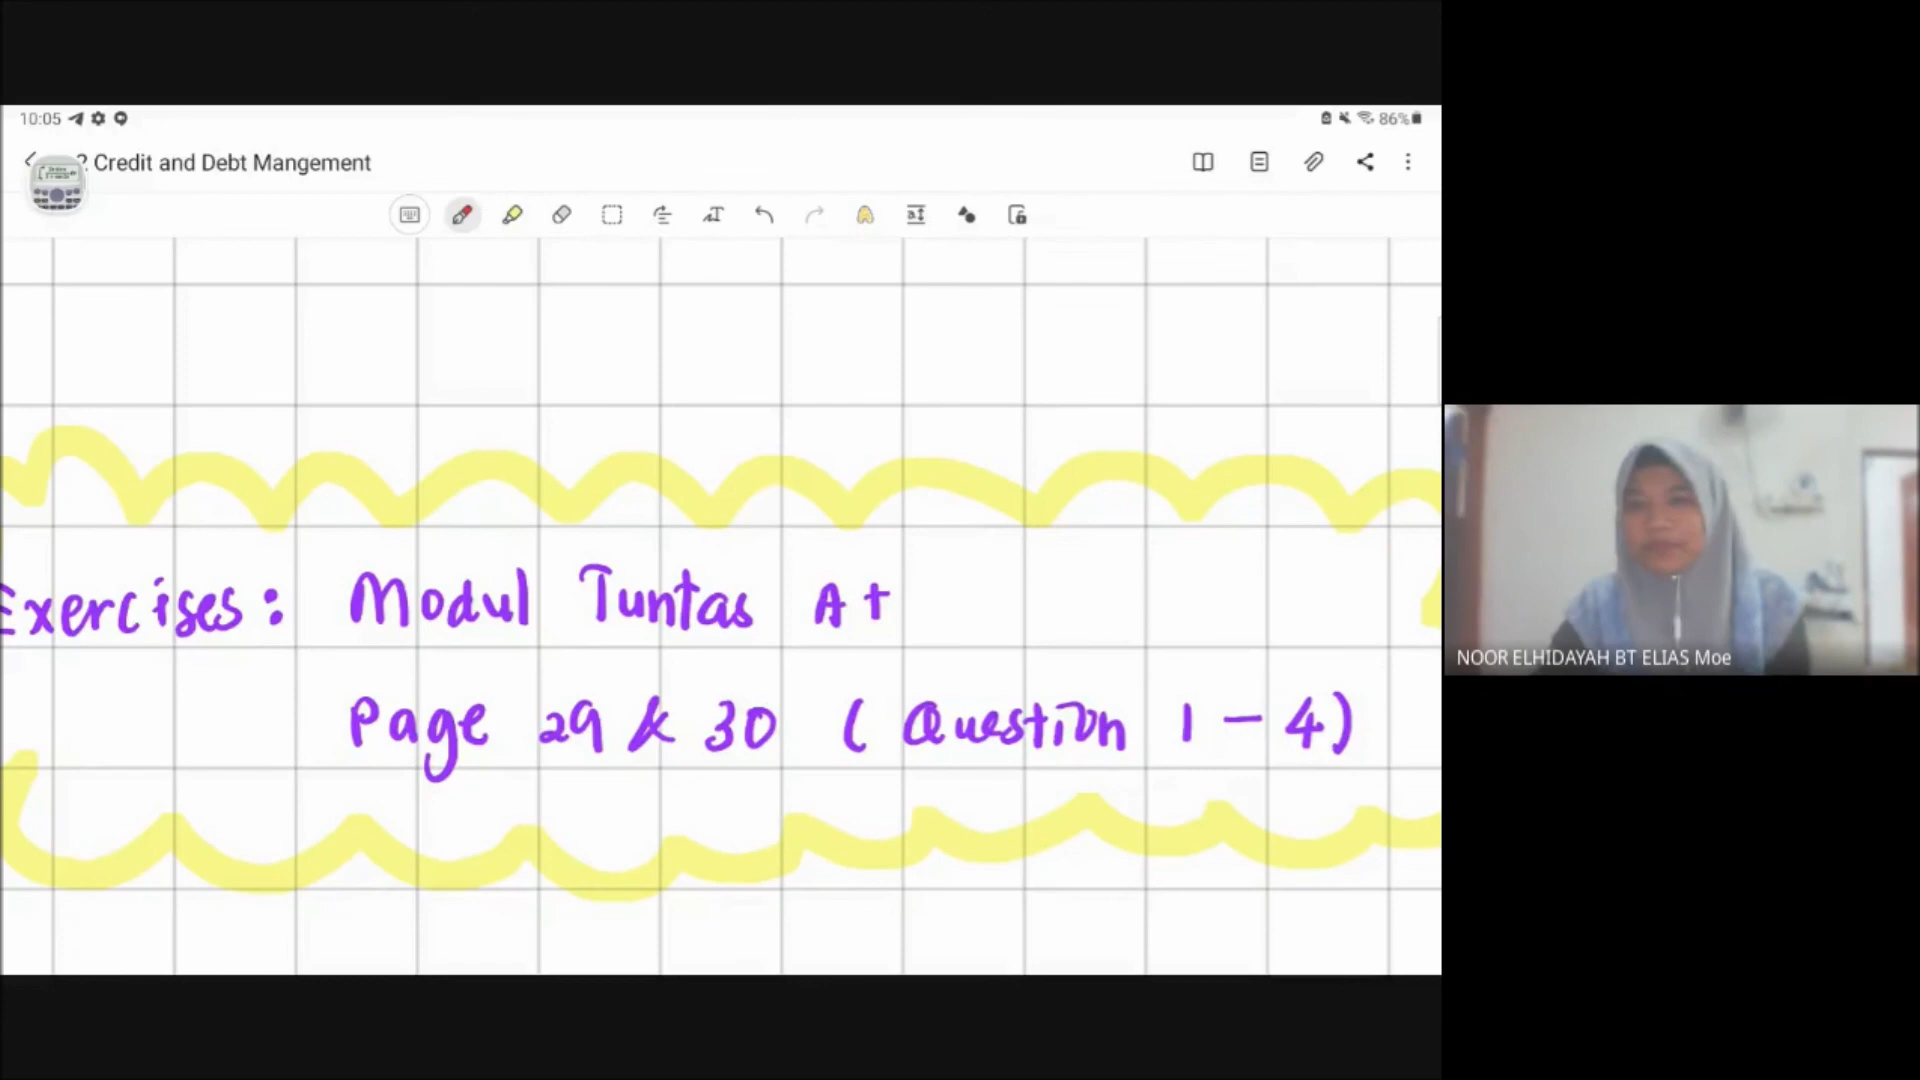 10:05
86%
2 Credit and Debt Mangement
Exercises: Modul Tuntas A+
Page 29 & 30 (Question 1 - 4)
NOOR ELHIDAYAH BT ELIAS Moe